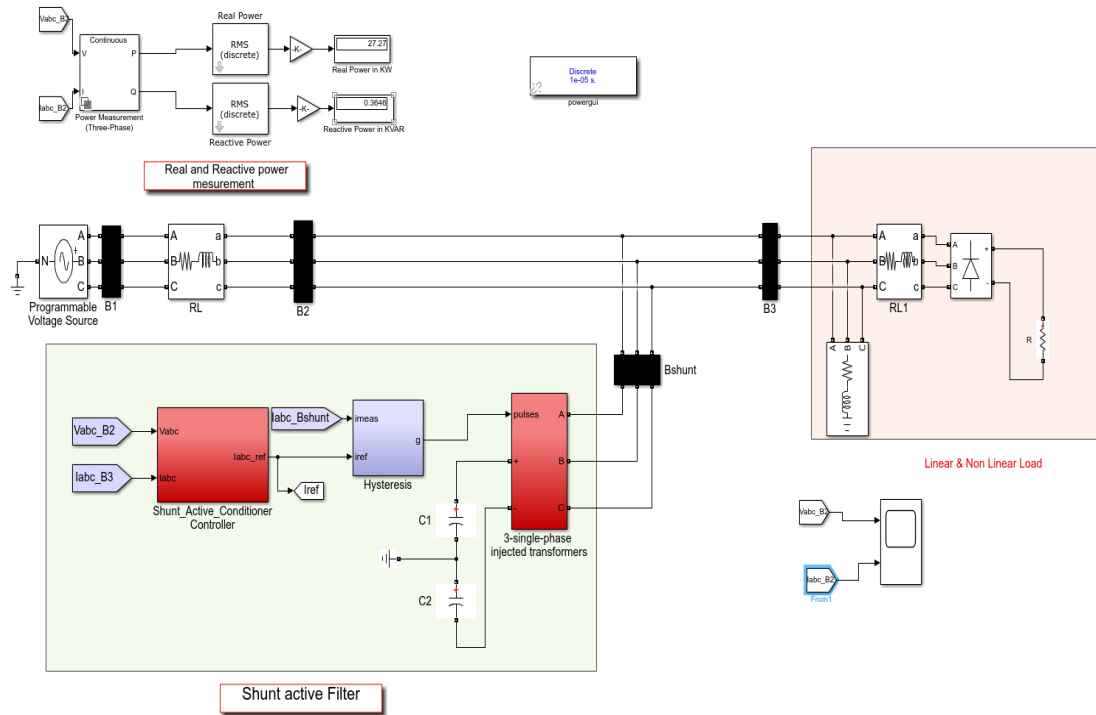 Real Power
Vabc_B2
Continuous
V
P
I
Q
Iabc_B2
Power Measurement
(Three-Phase)
RMS
(discrete)
-K-
27.27
Real Power in KW
RMS
(discrete)
-K-
0.3646
Reactive Power in KVAR
Reactive Power
Discrete
1e-05 s.
powergui
Real and Reactive power
mesurement
N
A
B
C
+
Programmable
Voltage Source
B1
A
B
C
a
b
c
RL
B2
B3
A
B
C
a
b
c
RL1
A
B
C
+
-
R
+
A
B
C
Linear & Non Linear Load
Bshunt
Vabc_B2
Iabc_B3
Vabc
Iabc
Iabc_ref
Shunt_Active_Conditioner
Controller
Iabc_Bshunt
imeas
iref
g
Hysteresis
Iref
pulses
+
-
A
B
C
3-single-phase
injected transformers
C1
+
C2
+
Vabc_B2
Iabc_B2
From1
Shunt active Filter